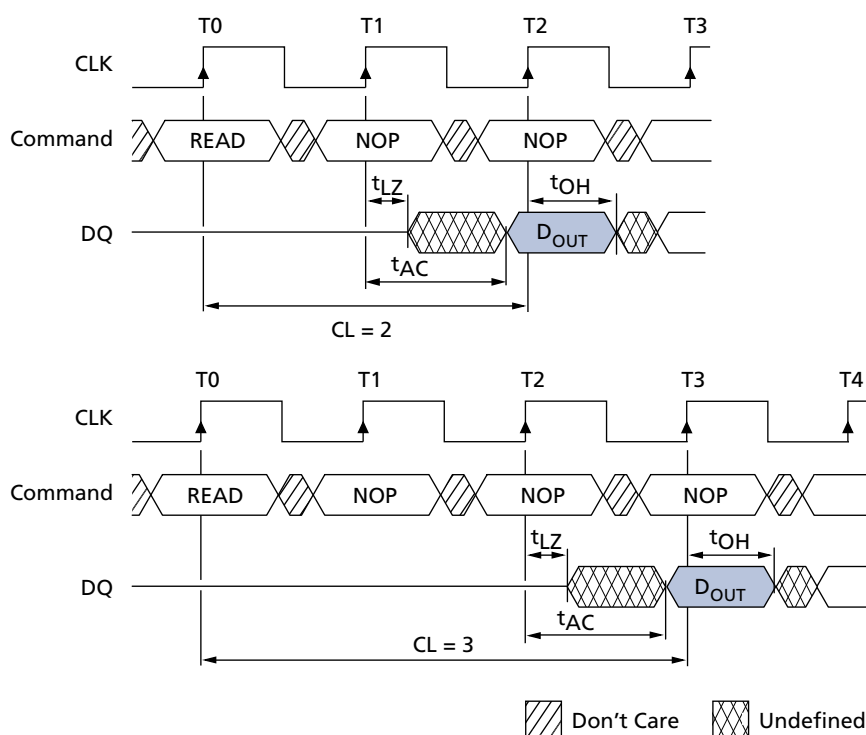 T0 T1 T2 T3
CLK
Command READ NOP NOP
tLZ tOH
DQ DOUT
tAC
CL = 2
T0 T1 T2 T3 T4
CLK
Command READ NOP NOP NOP
tLZ tOH
DQ DOUT
tAC
CL = 3
Don't Care Undefined